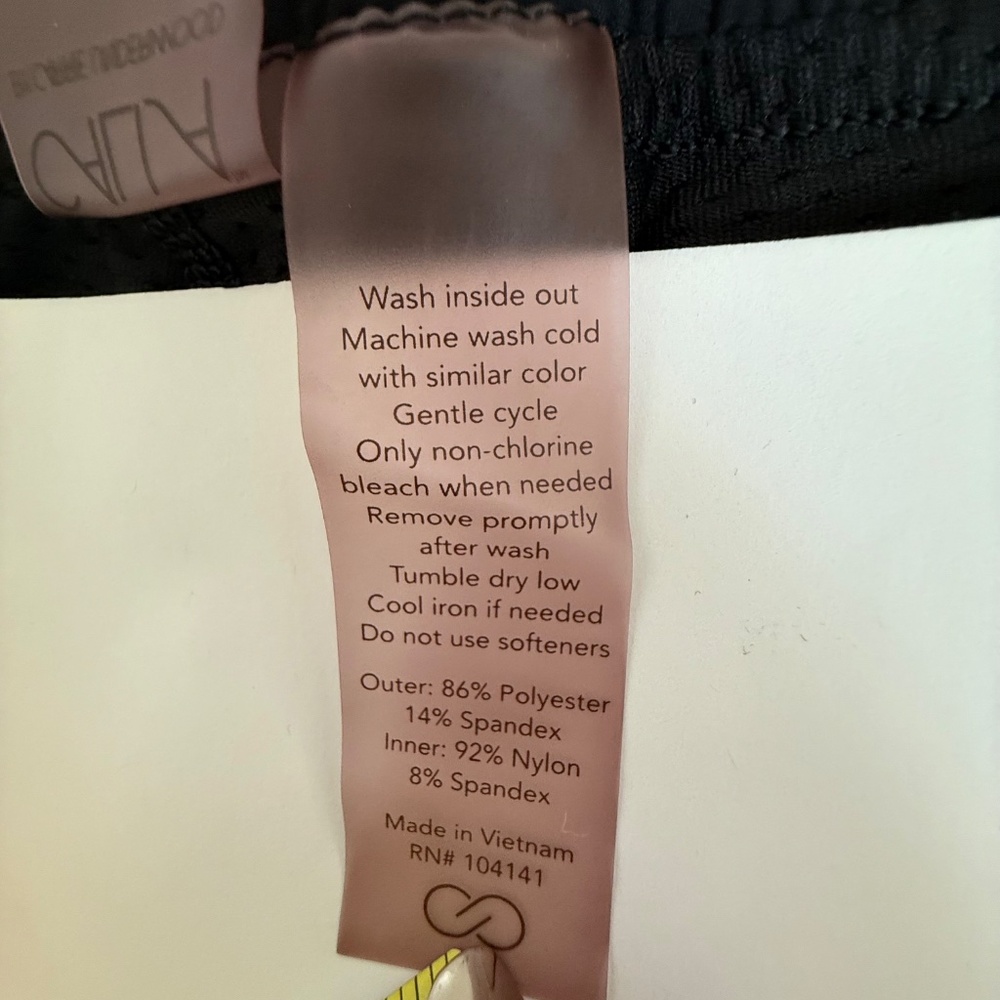 CALIA
Wash inside out
Machine wash cold
with similar color
Gentle cycle
Only non-chlorine
bleach when needed
Remove promptly
after wash
Tumble dry low
Cool iron if needed
Do not use softeners
Outer: 86% Polyester
14% Spandex
Inner: 92% Nylon
8% Spandex
Made in Vietnam
RN# 104141